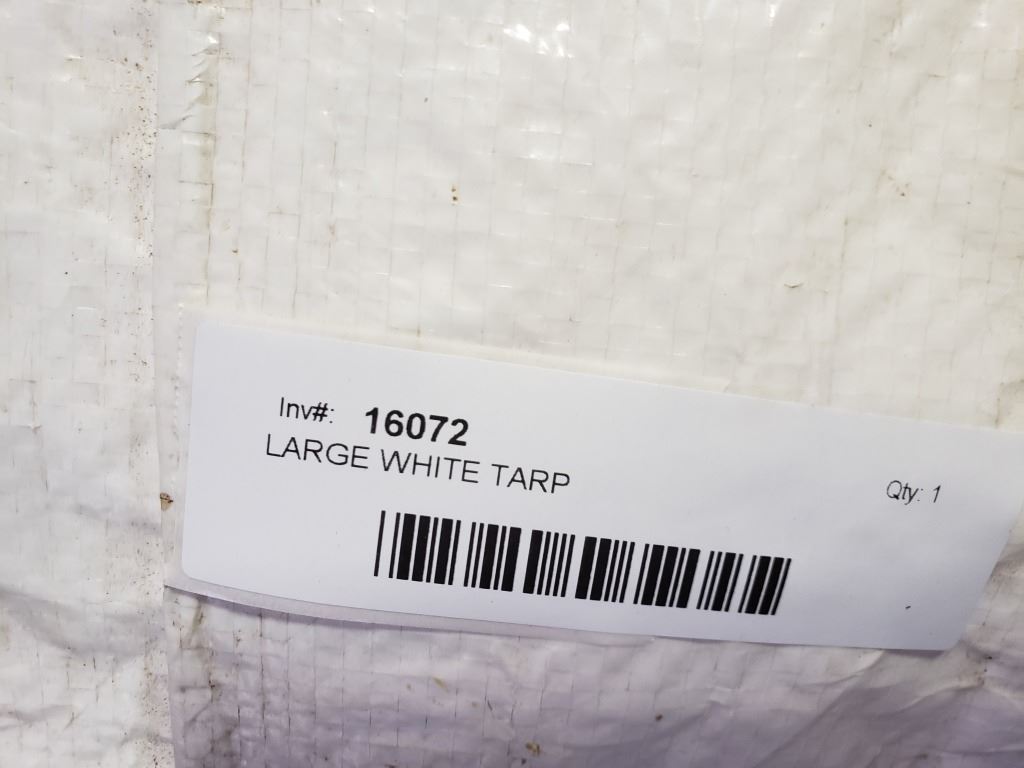 Inv#: 16072
LARGE WHITE TARP
Qty: 1